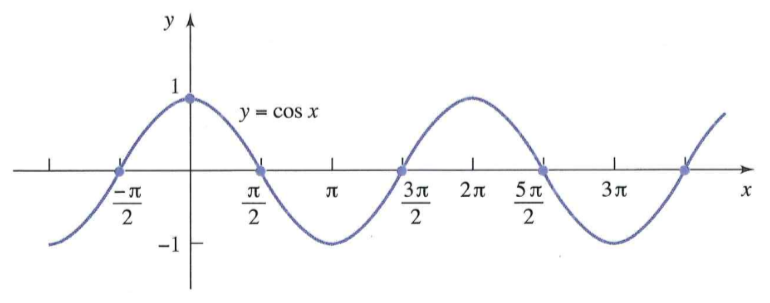 y
1
y = cos x
-π/2 π/2 π 3π/2 2π 5π/2 3π x
-1